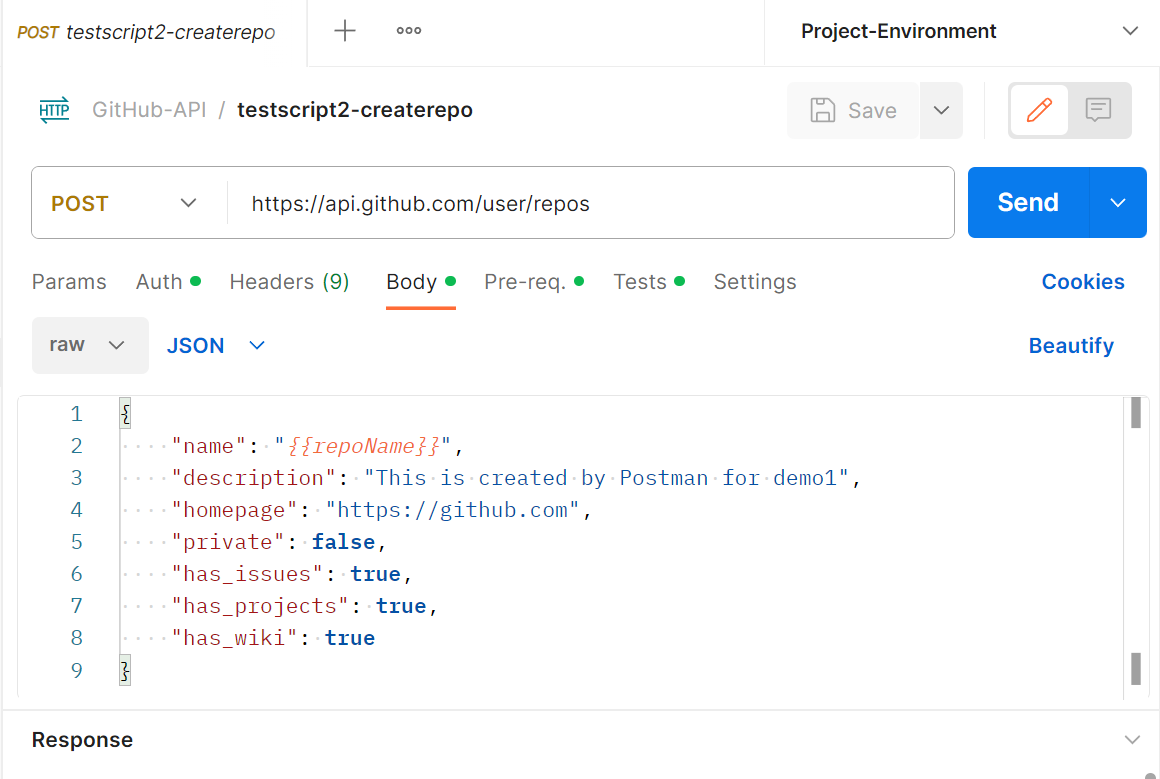 POST testscript2-createrepo
Project-Environment
HTTP GitHub-API / testscript2-createrepo
Save
POST
https://api.github.com/user/repos
Send
Params Auth Headers (9) Body Pre-req. Tests Settings Cookies
raw JSON Beautify
1 {
2 "name": "{{repoName}}",
3 "description": "This is created by Postman for demo1",
4 "homepage": "https://github.com",
5 "private": false,
6 "has_issues": true,
7 "has_projects": true,
8 "has_wiki": true
9 }
Response